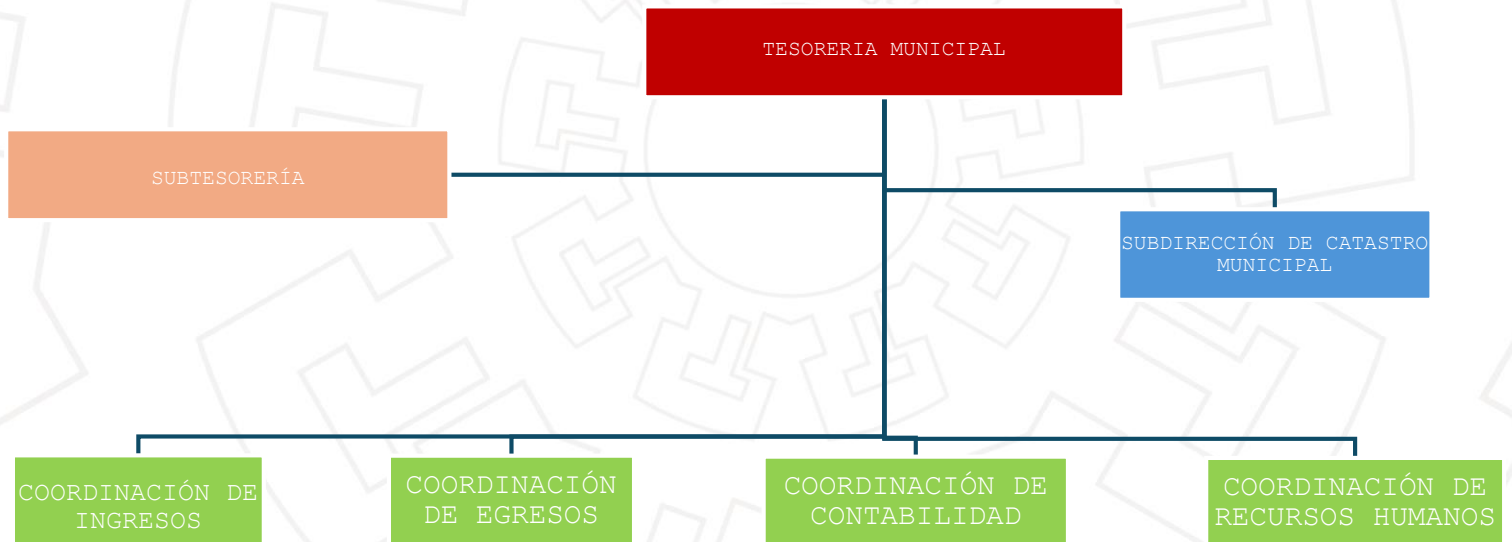 TESORERIA MUNICIPAL
SUBTESORERÍA
SUBDIRECCIÓN DE CATASTRO
MUNICIPAL
COORDINACIÓN DE
INGRESOS
COORDINACIÓN
DE EGRESOS
COORDINACIÓN DE
CONTABILIDAD
COORDINACIÓN DE
RECURSOS HUMANOS